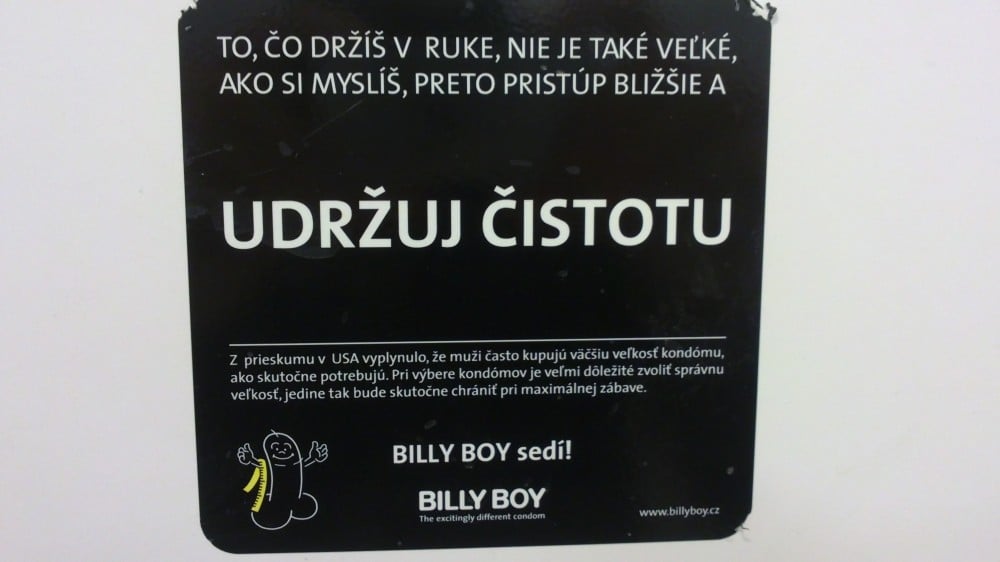 TO, ČO DRŽÍŠ V RUKE, NIE JE TAKÉ VEĽKÉ,
AKO SI MYSLÍŠ, PRETO PRISTÚP BLIŽŠIE A
UDRŽUJ ČISTOTU
Z prieskumu v USA vyplynulo, že muži často kupujú väčšiu veľkosť kondómu,
ako skutočne potrebujú. Pri výbere kondómov je veľmi dôležité zvoliť správnu
veľkosť, jedine tak bude skutočne chrániť pri maximálnej zábave.
BILLY BOY sedí!
BILLY BOY
The excitingly different condom
www.billyboy.cz